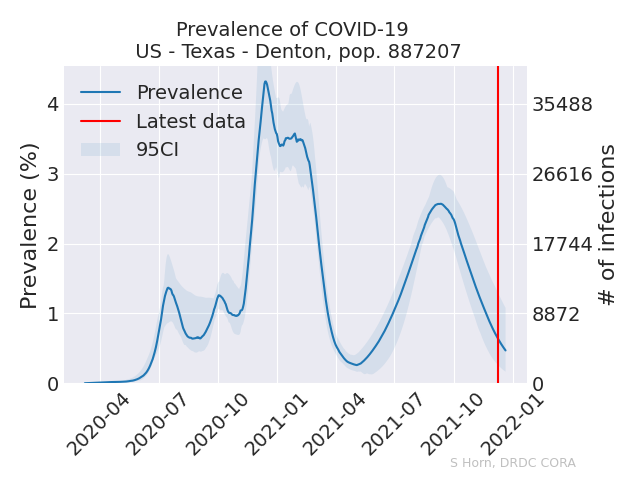 Prevalence of COVID-19
US - Texas - Denton, pop. 887207
Prevalence
Latest data
95CI
Prevalence (%)
4
3
2
1
0
35488
26616
17744
8872
0
# of infections
2020-04
2020-07
2020-10
2021-01
2021-04
2021-07
2021-10
2022-01
S Horn, DRDC CORA